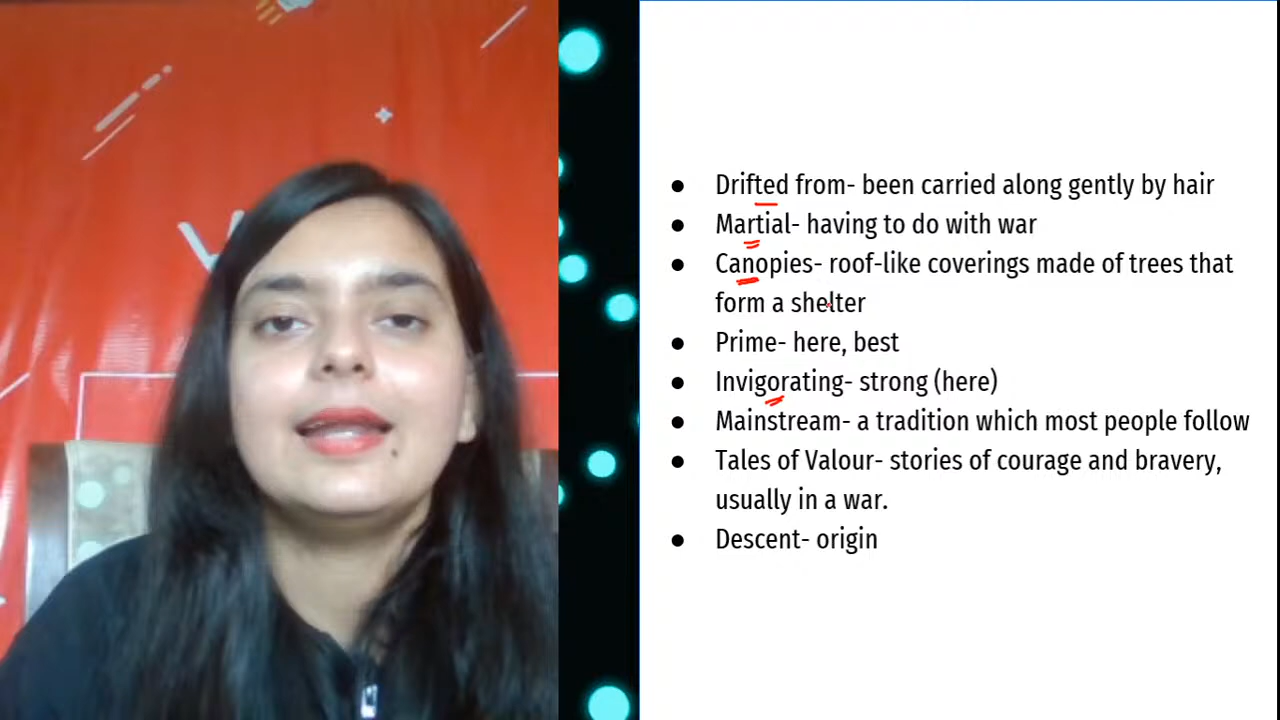 ● Drifted from- been carried along gently by hair
● Martial- having to do with war
● Canopies- roof-like coverings made of trees that
form a shelter
● Prime- here, best
● Invigorating- strong (here)
● Mainstream- a tradition which most people follow
● Tales of Valour- stories of courage and bravery,
usually in a war.
● Descent- origin